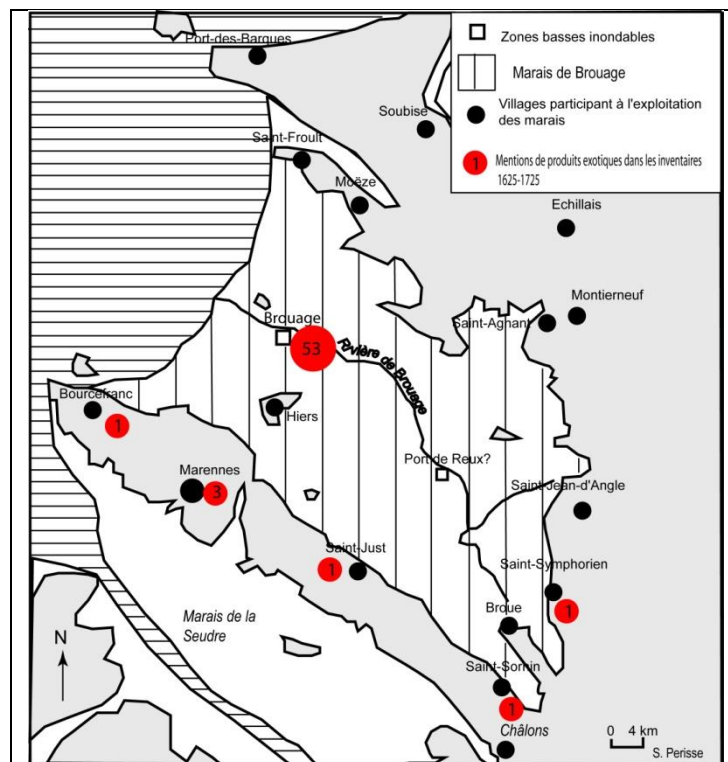 Port-des-Barques
Zones basses inondables
Marais de Brouage
Villages participant à l'exploitation
des marais
1
Mentions de produits exotiques dans les inventaires
1625-1725
Soubise
Saint-Froult
Moëze
Echillais
Montierneuf
Saint-Aghant
Brouage
53
Rivière de Brouage
Bourcefranc
1
Hiers
Marennes
3
Port de Reux?
Saint-Jean-d'Angle
Saint-Just
1
Saint-Symphorien
1
Broue
Marais de la
Seudre
N
Saint-Sornin
1
Châlons
0 4 km
S. Perisse